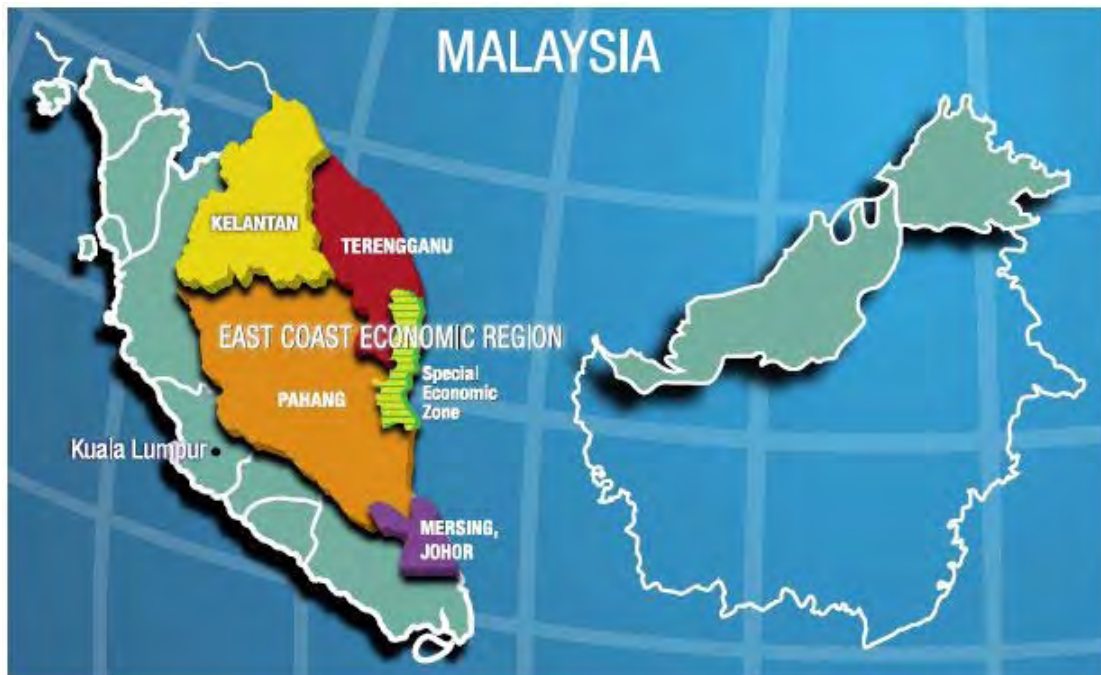 MALAYSIA
KELANTAN
TERENGGANU
EAST COAST ECONOMIC REGION
Special
Economic
Zone
PAHANG
Kuala Lumpur
MERSING,
JOHOR